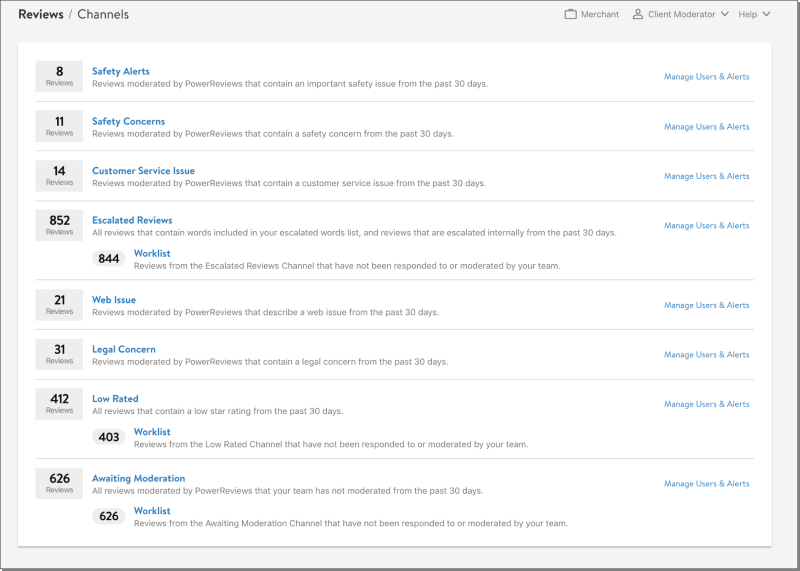 Reviews / Channels
Merchant Client Moderator Help
8 Reviews
Safety Alerts
Reviews moderated by PowerReviews that contain an important safety issue from the past 30 days.
Manage Users & Alerts
11 Reviews
Safety Concerns
Reviews moderated by PowerReviews that contain a safety concern from the past 30 days.
Manage Users & Alerts
14 Reviews
Customer Service Issue
Reviews moderated by PowerReviews that contain a customer service issue from the past 30 days.
Manage Users & Alerts
852 Reviews
Escalated Reviews
All reviews that contain words included in your escalated words list, and reviews that are escalated internally from the past 30 days.
Manage Users & Alerts
844
Worklist
Reviews from the Escalated Reviews Channel that have not been responded to or moderated by your team.
21 Reviews
Web Issue
Reviews moderated by PowerReviews that describe a web issue from the past 30 days.
Manage Users & Alerts
31 Reviews
Legal Concern
Reviews moderated by PowerReviews that contain a legal concern from the past 30 days.
Manage Users & Alerts
412 Reviews
Low Rated
All reviews that contain a low star rating from the past 30 days.
Manage Users & Alerts
403
Worklist
Reviews from the Low Rated Channel that have not been responded to or moderated by your team.
626 Reviews
Awaiting Moderation
All reviews moderated by PowerReviews that your team has not moderated from the past 30 days.
Manage Users & Alerts
626
Worklist
Reviews from the Awaiting Moderation Channel that have not been responded to or moderated by your team.